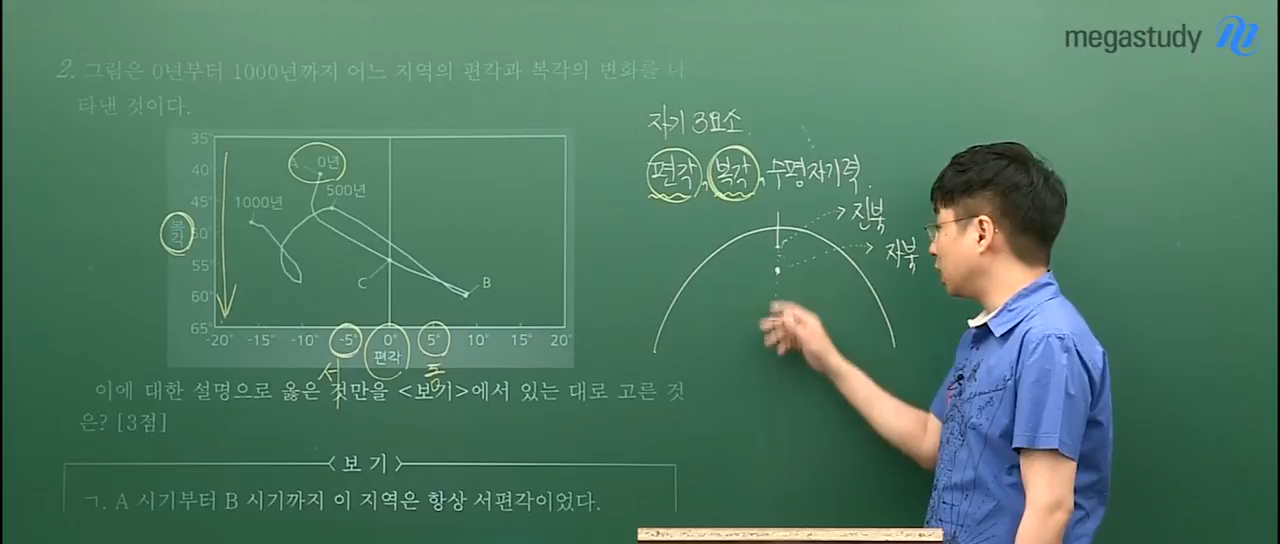 megastudy
2. 그림은 0년부터 1000년까지 어느 지역의 편각과 복각의 변화를 나
타낸 것이다.
35
40
45
50
55
60
65
복각
A 0년
500년
1000년
C
B
-20° -15° -10° -5° 0° 5° 10° 15° 20°
편각
서 동
이에 대한 설명으로 옳은 것만을 <보기>에서 있는 대로 고른 것
은? [3점]
<보 기>
ㄱ. A 시기부터 B 시기까지 이 지역은 항상 서편각이었다.
자기 3요소
편각, 복각, 수평자기력.
진북
자북